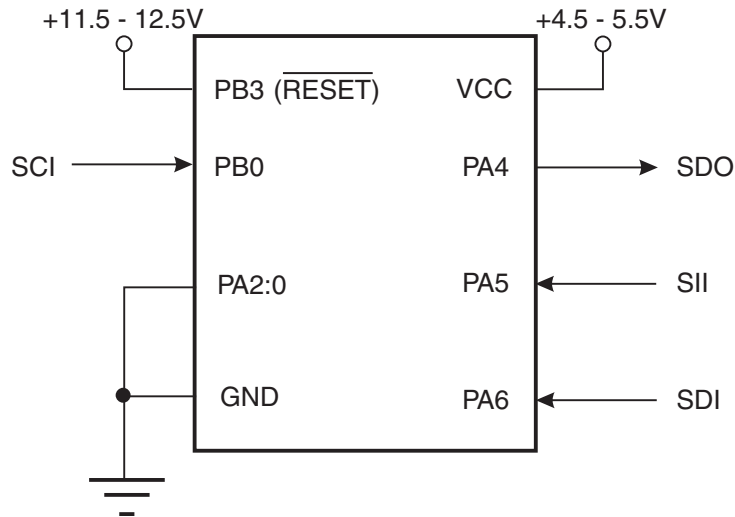 +11.5 - 12.5V
+4.5 - 5.5V
PB3 (RESET)
VCC
SCI
PB0
PA4
SDO
PA2:0
PA5
SII
GND
PA6
SDI